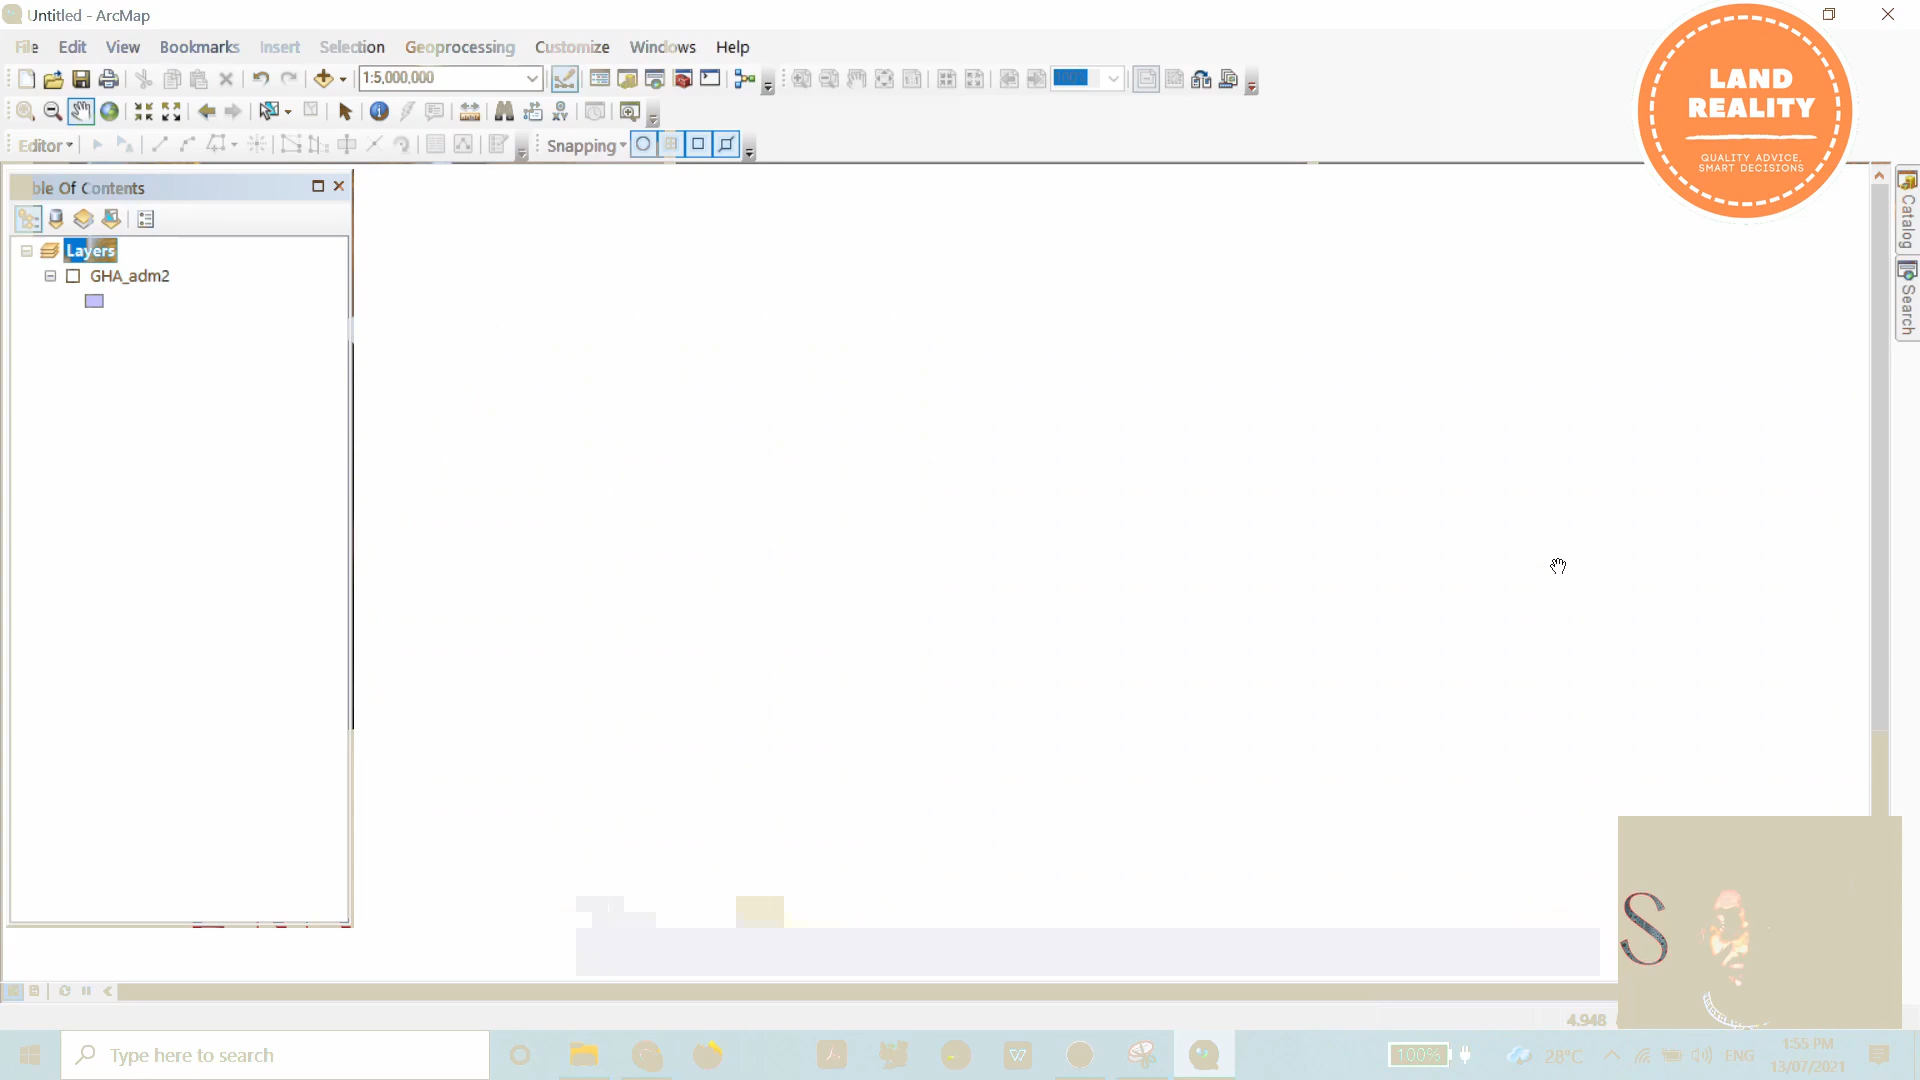 Untitled - ArcMap
File Edit View Bookmarks Insert Selection Geoprocessing Customize Windows Help
1:5,000,000
100%
Editor
Snapping
LAND
REALITY
QUALITY ADVICE,
SMART DECISIONS
ble Of Contents
Layers
GHA_adm2
Catalog
Search
S
4.948
Type here to search
100%
28°C
ENG
1:55 PM
13/07/2021